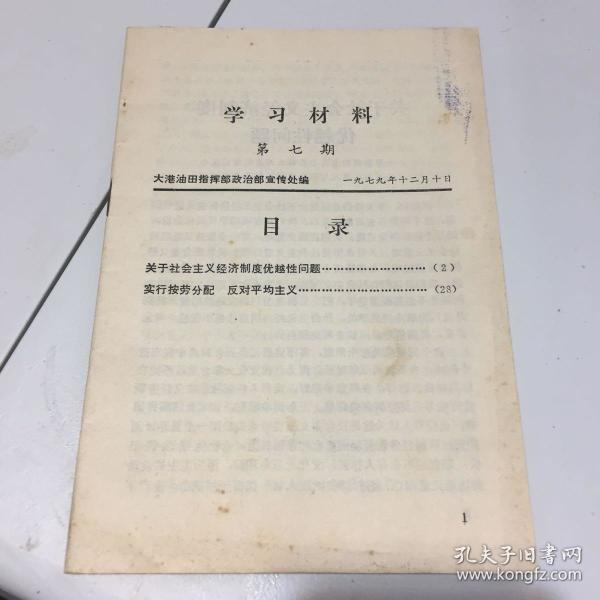 学习材料
第七期
大港油田指挥部政治部宣传处编 一九七九年十二月十日
目录
关于社会主义经济制度优越性问题…………………………(2)
实行按劳分配 反对平均主义………………………………(28)
1
孔夫子旧书网
www.kongfz.com